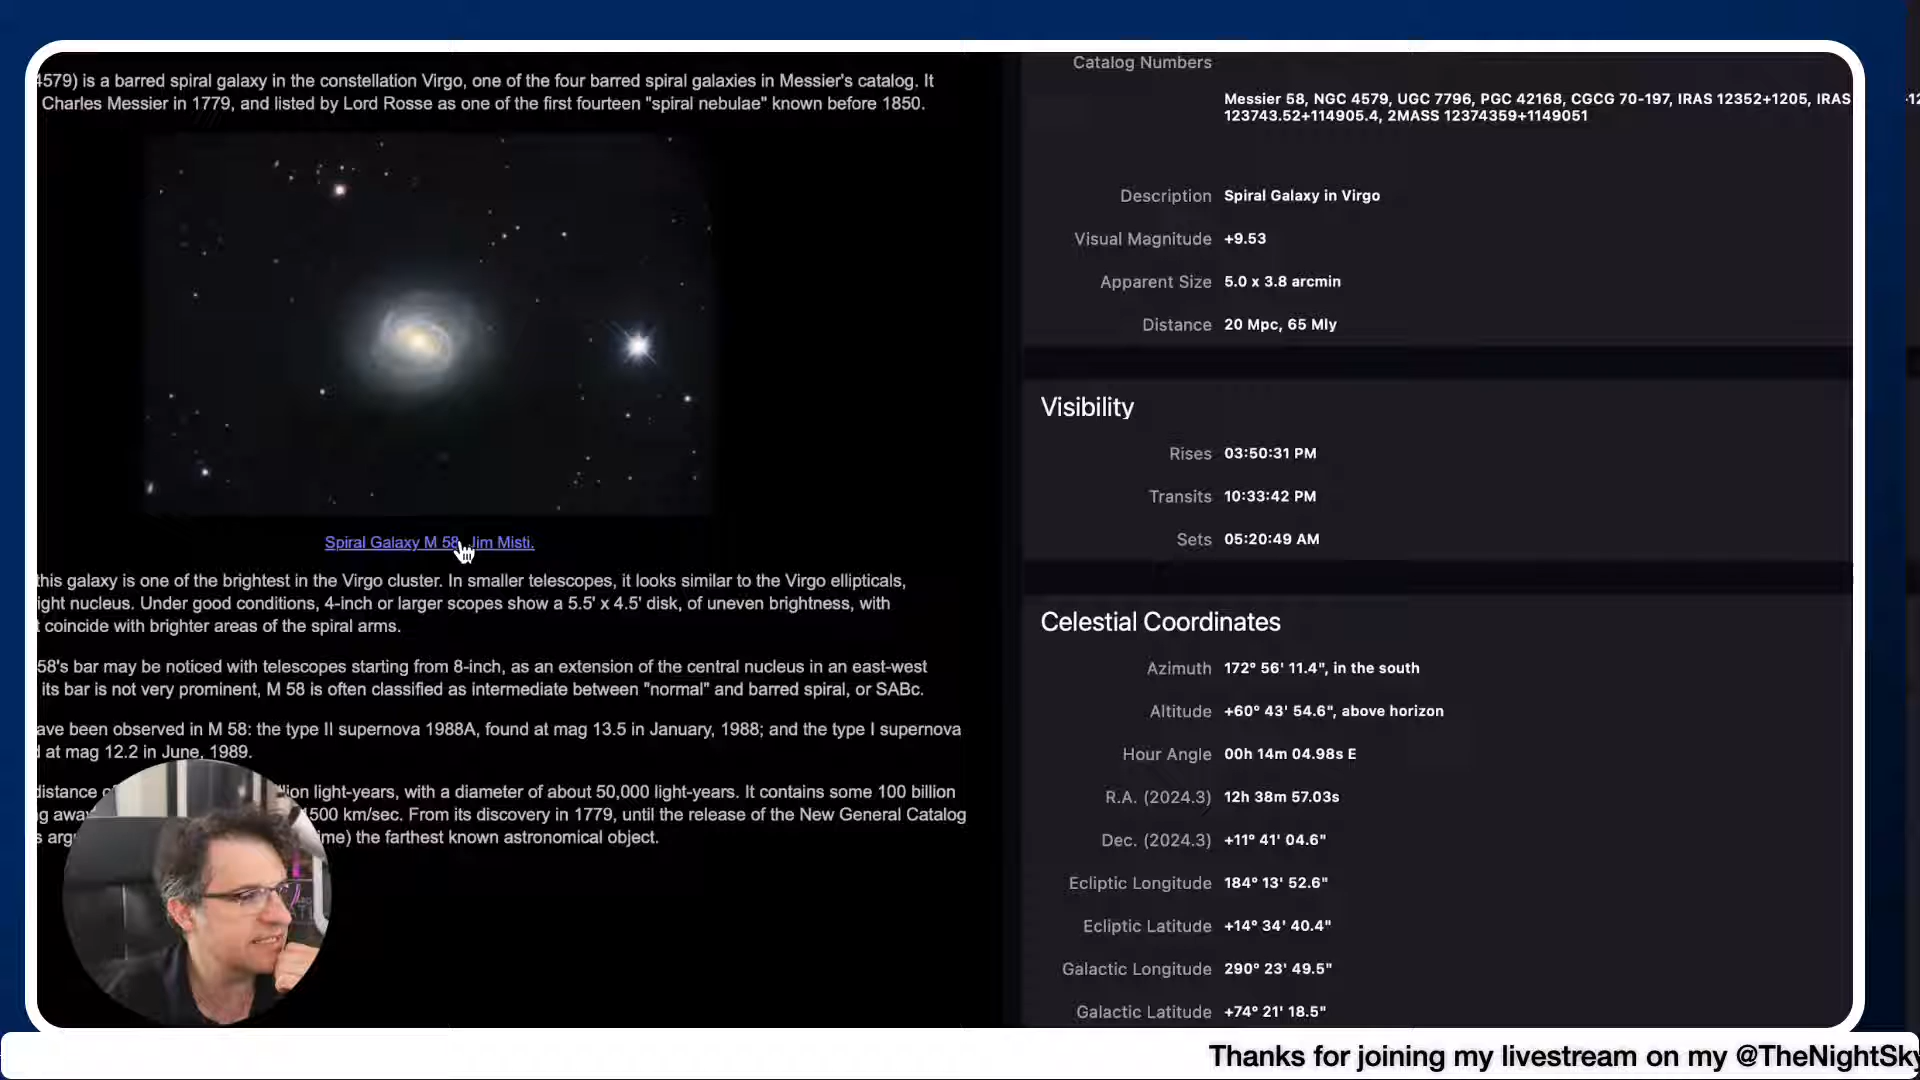 4579) is a barred spiral galaxy in the constellation Virgo, one of the four barred spiral galaxies in Messier's catalog. It
Charles Messier in 1779, and listed by Lord Rosse as one of the first fourteen "spiral nebulae" known before 1850.
Spiral Galaxy M 58. Jim Misti.
this galaxy is one of the brightest in the Virgo cluster. In smaller telescopes, it looks similar to the Virgo ellipticals,
ight nucleus. Under good conditions, 4-inch or larger scopes show a 5.5' x 4.5' disk, of uneven brightness, with
t coincide with brighter areas of the spiral arms.
58's bar may be noticed with telescopes starting from 8-inch, as an extension of the central nucleus in an east-west
its bar is not very prominent, M 58 is often classified as intermediate between "normal" and barred spiral, or SABc.
ave been observed in M 58: the type II supernova 1988A, found at mag 13.5 in January, 1988; and the type I supernova
d at mag 12.2 in June, 1989.
distance o lion light-years, with a diameter of about 50,000 light-years. It contains some 100 billion
g away 1500 km/sec. From its discovery in 1779, until the release of the New General Catalog
s arg ime) the farthest known astronomical object.
Catalog Numbers
Messier 58, NGC 4579, UGC 7796, PGC 42168, CGCG 70-197, IRAS 12352+1205, IRAS
123743.52+114905.4, 2MASS 12374359+1149051
Description Spiral Galaxy in Virgo
Visual Magnitude +9.53
Apparent Size 5.0 x 3.8 arcmin
Distance 20 Mpc, 65 Mly
Visibility
Rises 03:50:31 PM
Transits 10:33:42 PM
Sets 05:20:49 AM
Celestial Coordinates
Azimuth 172° 56' 11.4", in the south
Altitude +60° 43' 54.6", above horizon
Hour Angle 00h 14m 04.98s E
R.A. (2024.3) 12h 38m 57.03s
Dec. (2024.3) +11° 41' 04.6"
Ecliptic Longitude 184° 13' 52.6"
Ecliptic Latitude +14° 34' 40.4"
Galactic Longitude 290° 23' 49.5"
Galactic Latitude +74° 21' 18.5"
Thanks for joining my livestream on my @TheNightSky